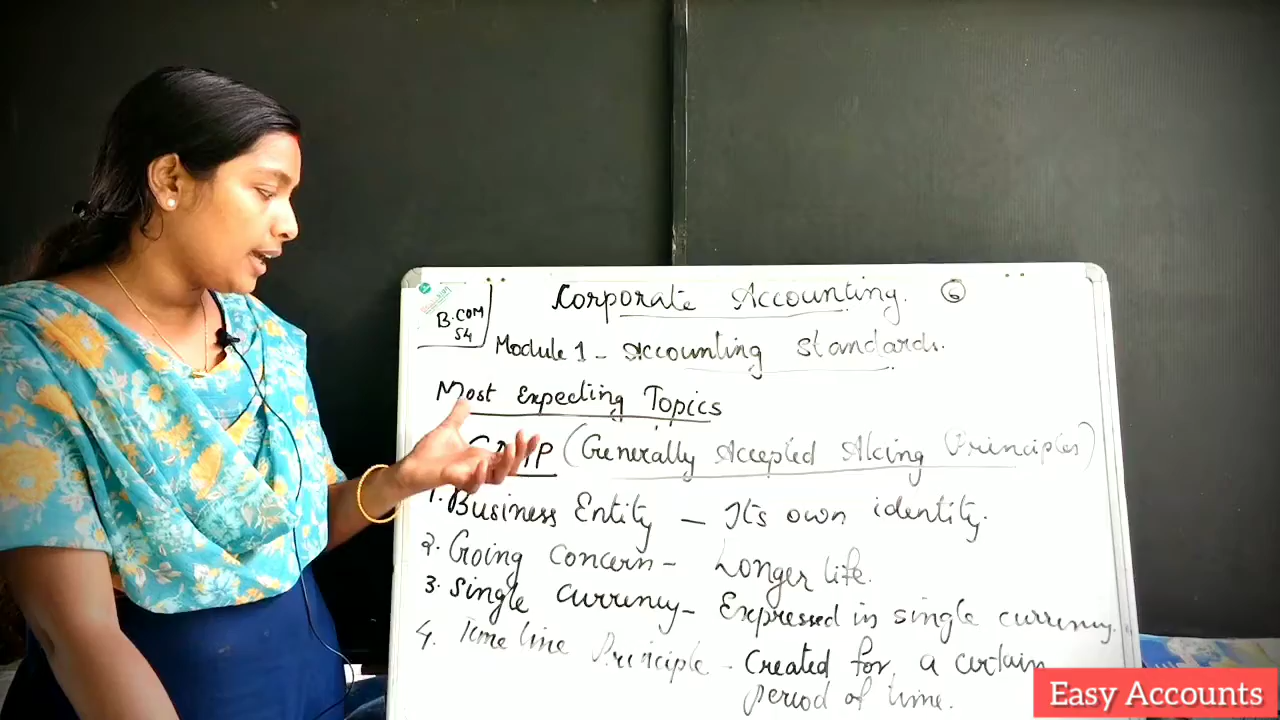 Corporate Accounting. 6
B.COM
S4
Module 1 - Accounting Standards.
Most Expecting Topics
GAAP (Generally Accepted A/cing Principles)
1. Business Entity - Its own identity.
2. Going concern - Longer life.
3. Single Currency - Expressed in single currency.
4. Time line Principle - Created for a certain
period of time.
Easy Accounts